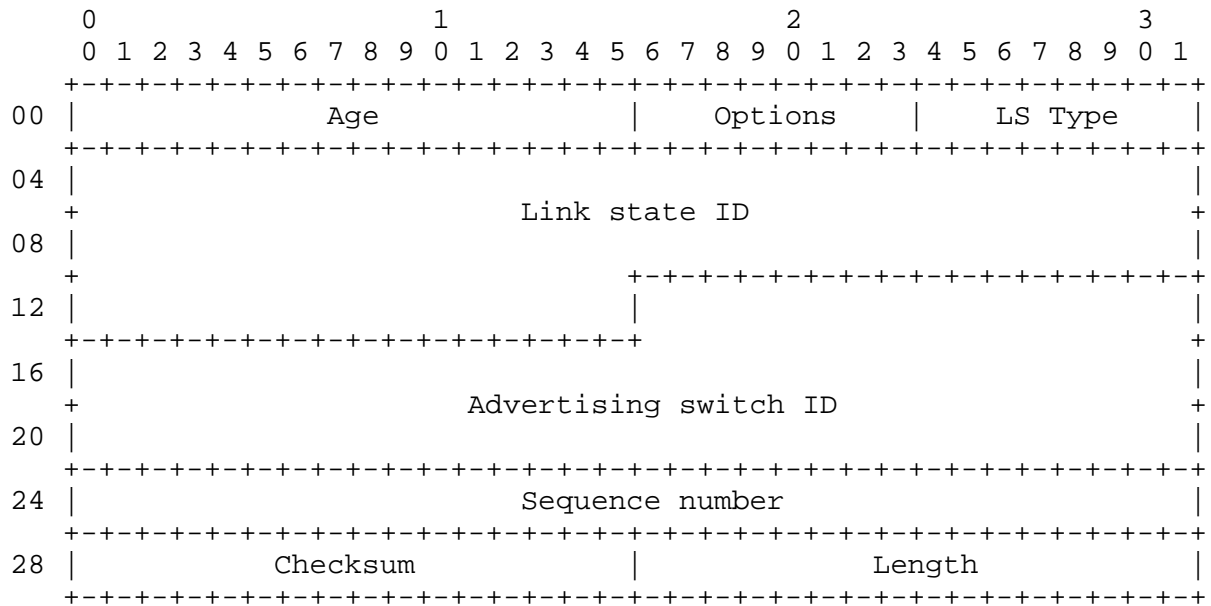 0                   1                   2                   3
       0 1 2 3 4 5 6 7 8 9 0 1 2 3 4 5 6 7 8 9 0 1 2 3 4 5 6 7 8 9 0 1
      +-+-+-+-+-+-+-+-+-+-+-+-+-+-+-+-+-+-+-+-+-+-+-+-+-+-+-+-+-+-+-+-+
00    |              Age              |    Options    |    LS Type    |
      +-+-+-+-+-+-+-+-+-+-+-+-+-+-+-+-+-+-+-+-+-+-+-+-+-+-+-+-+-+-+-+-+
04    |                                                               |
      +                         Link state ID                         +
08    |                                                               |
      +                               +-+-+-+-+-+-+-+-+-+-+-+-+-+-+-+-+
12    |                               |                               |
      +-+-+-+-+-+-+-+-+-+-+-+-+-+-+-+-+                               +
16    |                                                               |
      +                      Advertising switch ID                    +
20    |                                                               |
      +-+-+-+-+-+-+-+-+-+-+-+-+-+-+-+-+-+-+-+-+-+-+-+-+-+-+-+-+-+-+-+-+
24    |                         Sequence number                       |
      +-+-+-+-+-+-+-+-+-+-+-+-+-+-+-+-+-+-+-+-+-+-+-+-+-+-+-+-+-+-+-+-+
28    |           Checksum            |             Length            |
      +-+-+-+-+-+-+-+-+-+-+-+-+-+-+-+-+-+-+-+-+-+-+-+-+-+-+-+-+-+-+-+-+